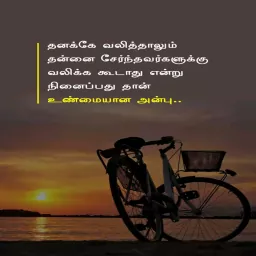 தனக்கே வலித்தாலும்
தன்னை சேர்ந்தவர்களுக்கு
வலிக்க கூடாது என்று
நினைப்பது தான்
உண்மையான அன்பு..